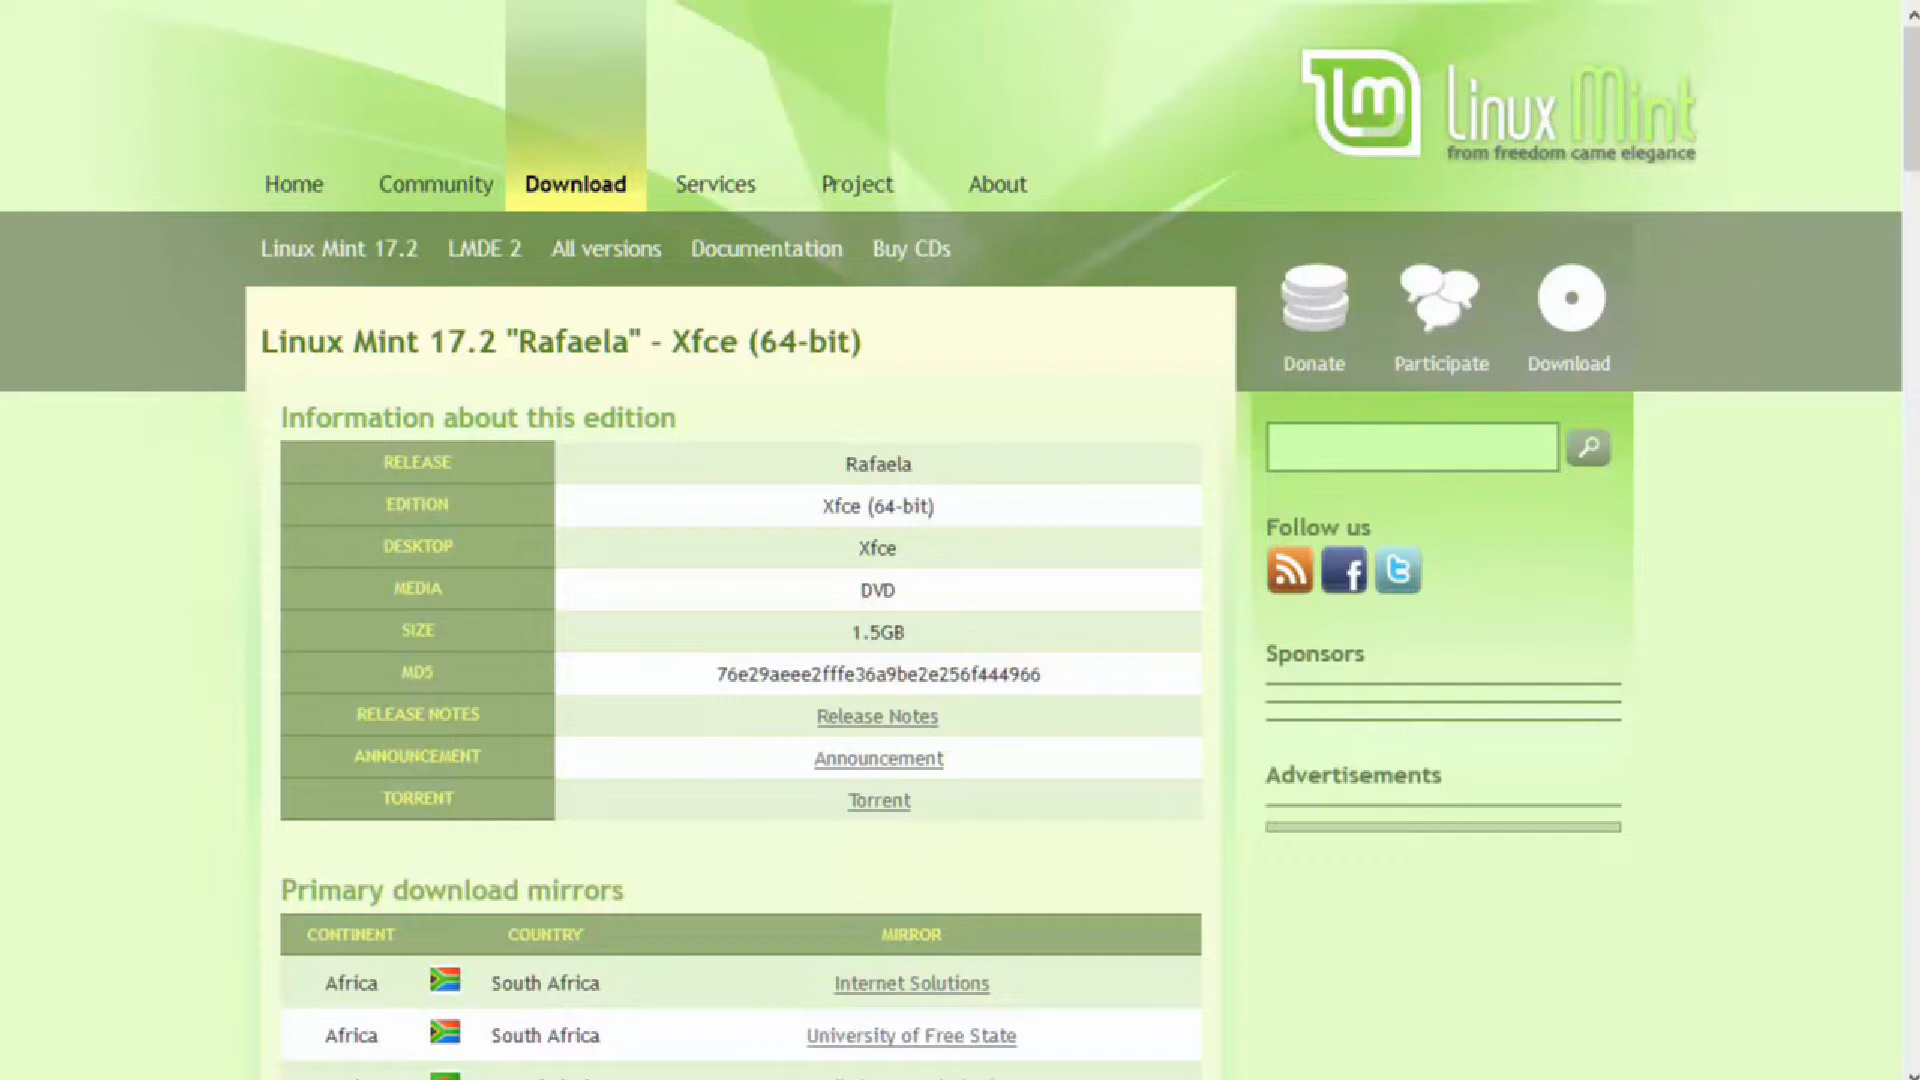 Linux Mint
from freedom came elegance
Home Community Download Services Project About
Linux Mint 17.2 LMDE 2 All versions Documentation Buy CDs
Donate Participate Download
Linux Mint 17.2 "Rafaela" - Xfce (64-bit)
Information about this edition
RELEASE Rafaela
EDITION Xfce (64-bit)
DESKTOP Xfce
MEDIA DVD
SIZE 1.5GB
MD5 76e29aeee2fffe36a9be2e256f444966
RELEASE NOTES Release Notes
ANNOUNCEMENT Announcement
TORRENT Torrent
Primary download mirrors
CONTINENT COUNTRY MIRROR
Africa South Africa Internet Solutions
Africa South Africa University of Free State
Follow us
Sponsors
Advertisements